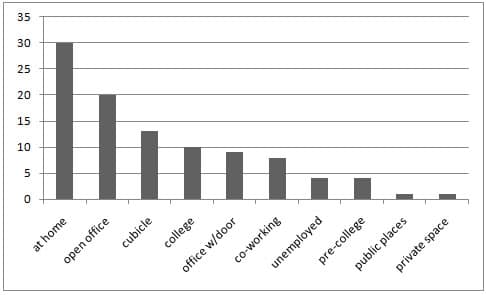 35
30
25
20
15
10
5
0
at home
open office
cubicle
college
office w/door
co-working
unemployed
pre-college
public places
private space